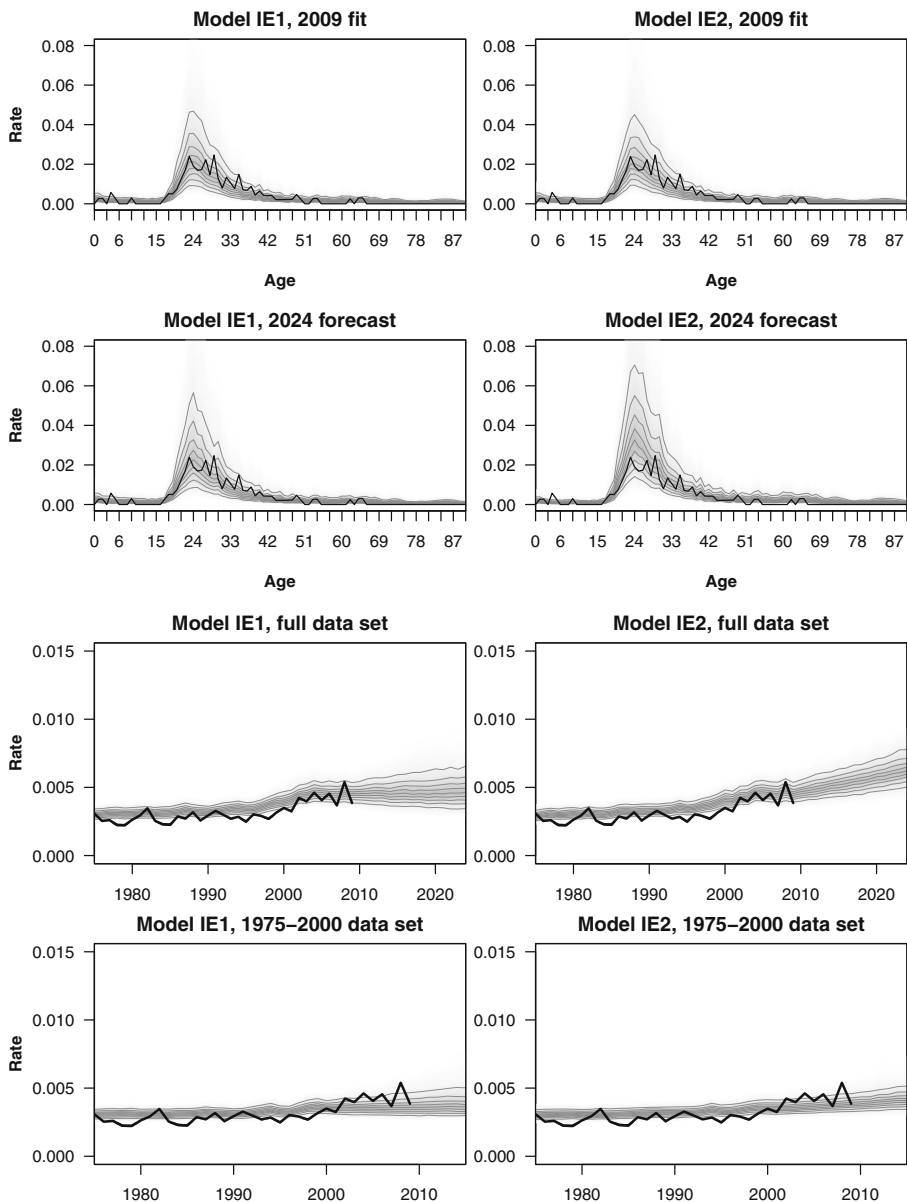 Model IE1, 2009 fit
0.08
0.06
0.04
0.02
0.00
Rate
0 6 15 24 33 42 51 60 69 78 87
Age
Model IE2, 2009 fit
0.08
0.06
0.04
0.02
0.00
0 6 15 24 33 42 51 60 69 78 87
Age
Model IE1, 2024 forecast
0.08
0.06
0.04
0.02
0.00
Rate
0 6 15 24 33 42 51 60 69 78 87
Age
Model IE2, 2024 forecast
0.08
0.06
0.04
0.02
0.00
0 6 15 24 33 42 51 60 69 78 87
Age
Model IE1, full data set
0.015
0.010
0.005
0.000
Rate
1980 1990 2000 2010 2020
Model IE2, full data set
0.015
0.010
0.005
0.000
1980 1990 2000 2010 2020
Model IE1, 1975−2000 data set
0.015
0.010
0.005
0.000
Rate
1980 1990 2000 2010
Model IE2, 1975−2000 data set
0.015
0.010
0.005
0.000
1980 1990 2000 2010